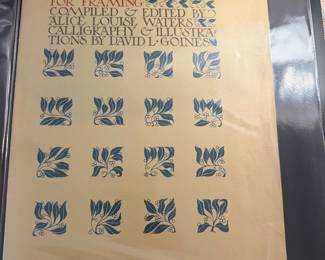 FOR FRAMING
COMPILED & EDITED BY
ALICE LOUISE WATERS
CALLIGRAPHY & ILLUSTRA-
TIONS BY DAVID L. GOINES